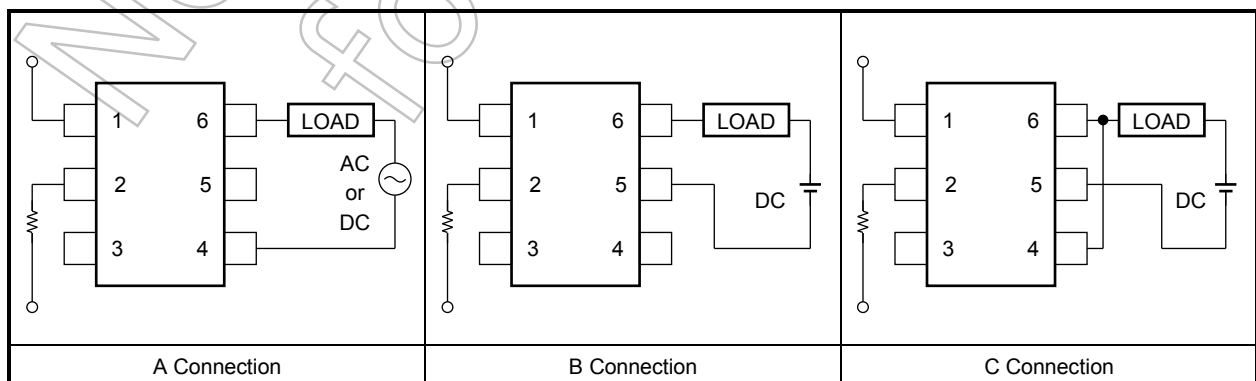 1 6 LOAD
2 5
3 4
AC
or
DC
A Connection
1 6 LOAD
2 5
3 4
DC
B Connection
1 6 LOAD
2 5
3 4
DC
C Connection